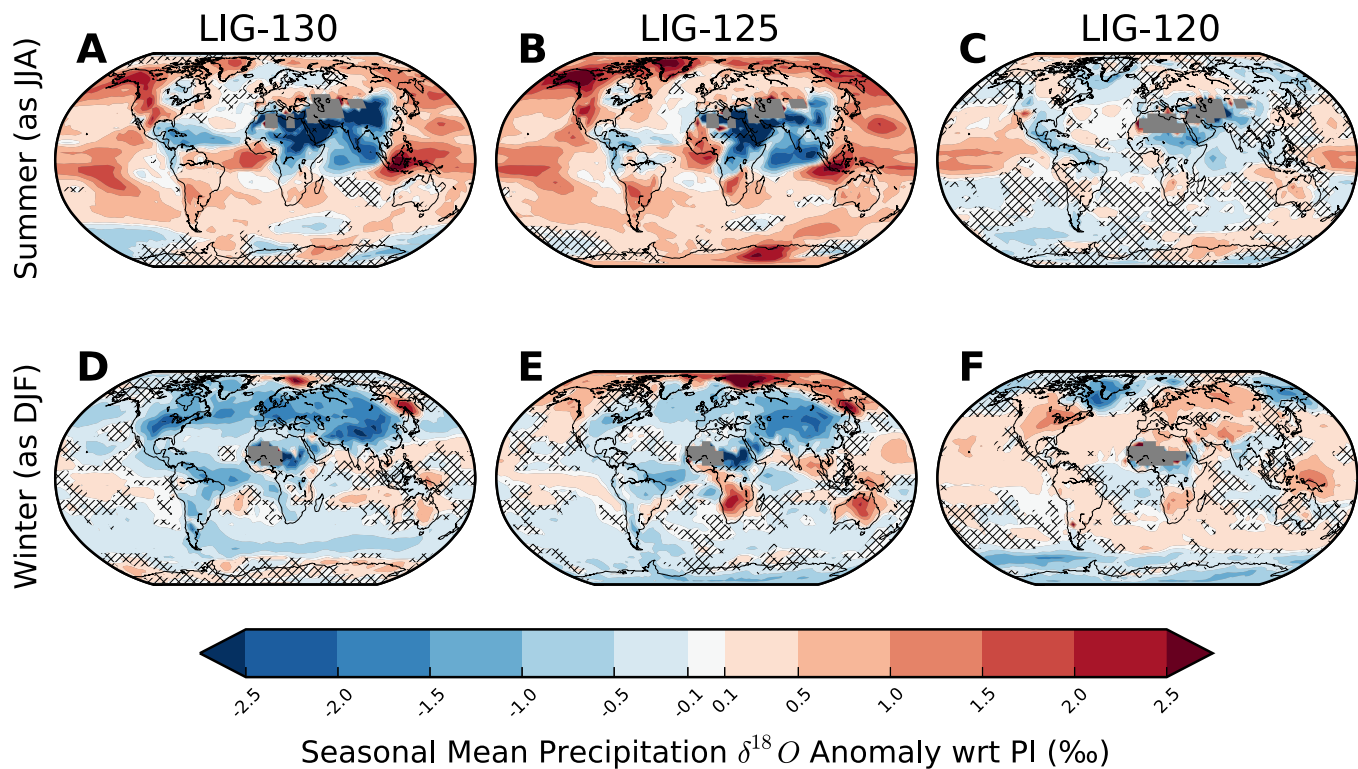 LIG-130 LIG-125 LIG-120
Summer (as JJA)
A B C
Winter (as DJF)
D E F
-2.5 -2.0 -1.5 -1.0 -0.5 -0.1 0.1 0.5 1.0 1.5 2.0 2.5
Seasonal Mean Precipitation δ¹⁸O Anomaly wrt PI (‰)